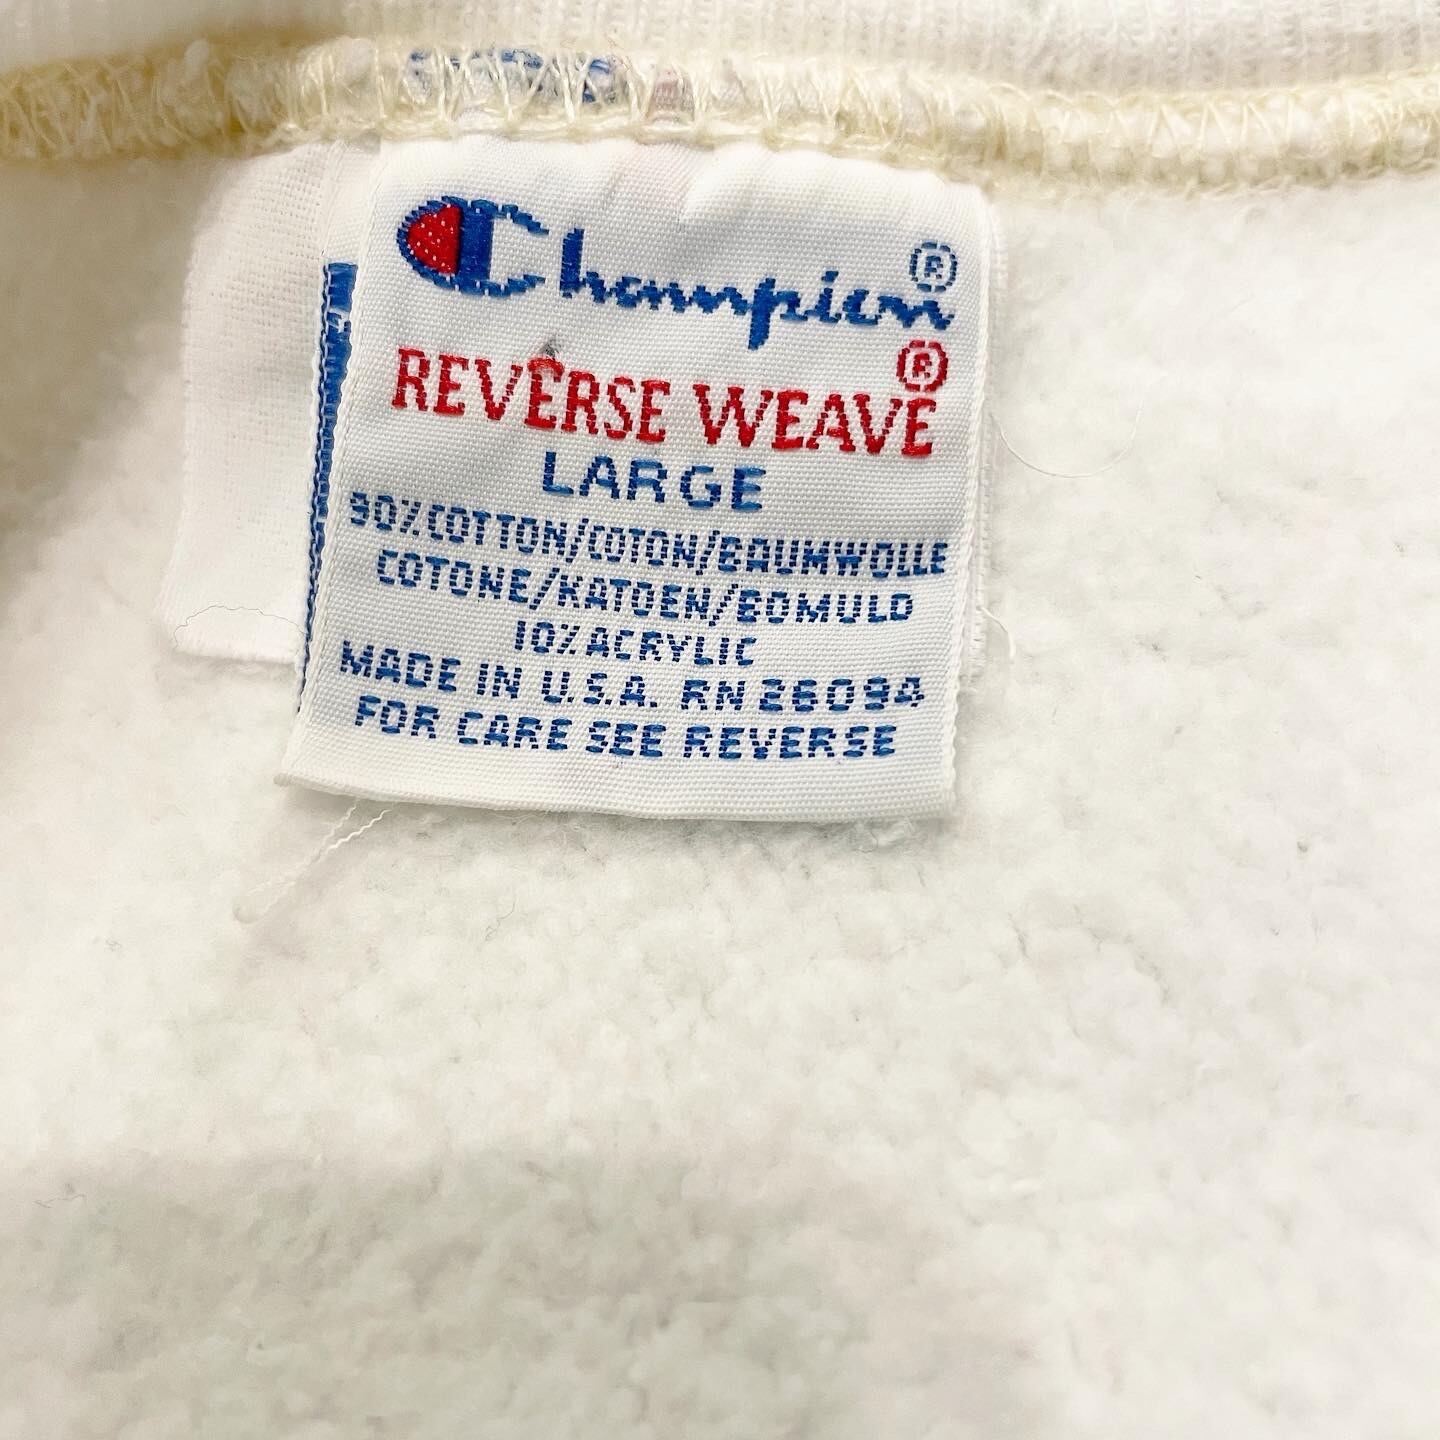 Champion®
REVERSE WEAVE®
LARGE
90% COTTON/COTON/BAUMWOLLE
COTONE/KATOEN/BOMULD
10% ACRYLIC
MADE IN U.S.A. RN 26094
FOR CARE SEE REVERSE